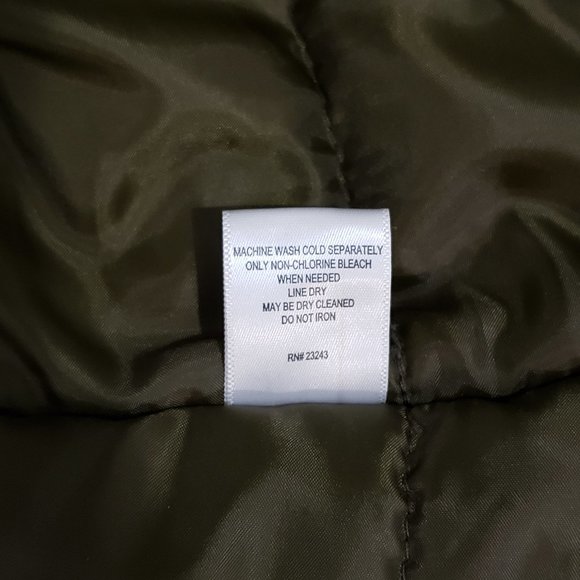 MACHINE WASH COLD SEPARATELY
ONLY NON-CHLORINE BLEACH
WHEN NEEDED
LINE DRY
MAY BE DRY CLEANED
DO NOT IRON
RN# 23243